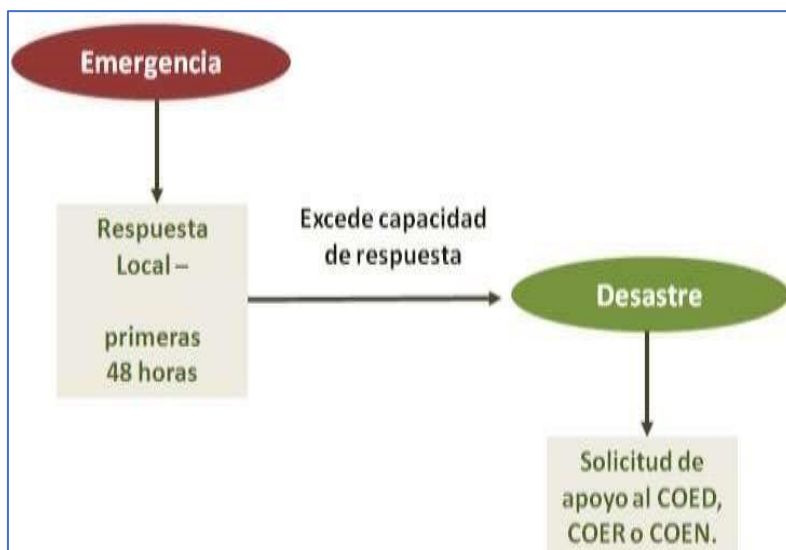 Emergencia
Respuesta
Local –
primeras
48 horas
Excede capacidad
de respuesta
Desastre
Solicitud de
apoyo al COED,
COER o COEN.